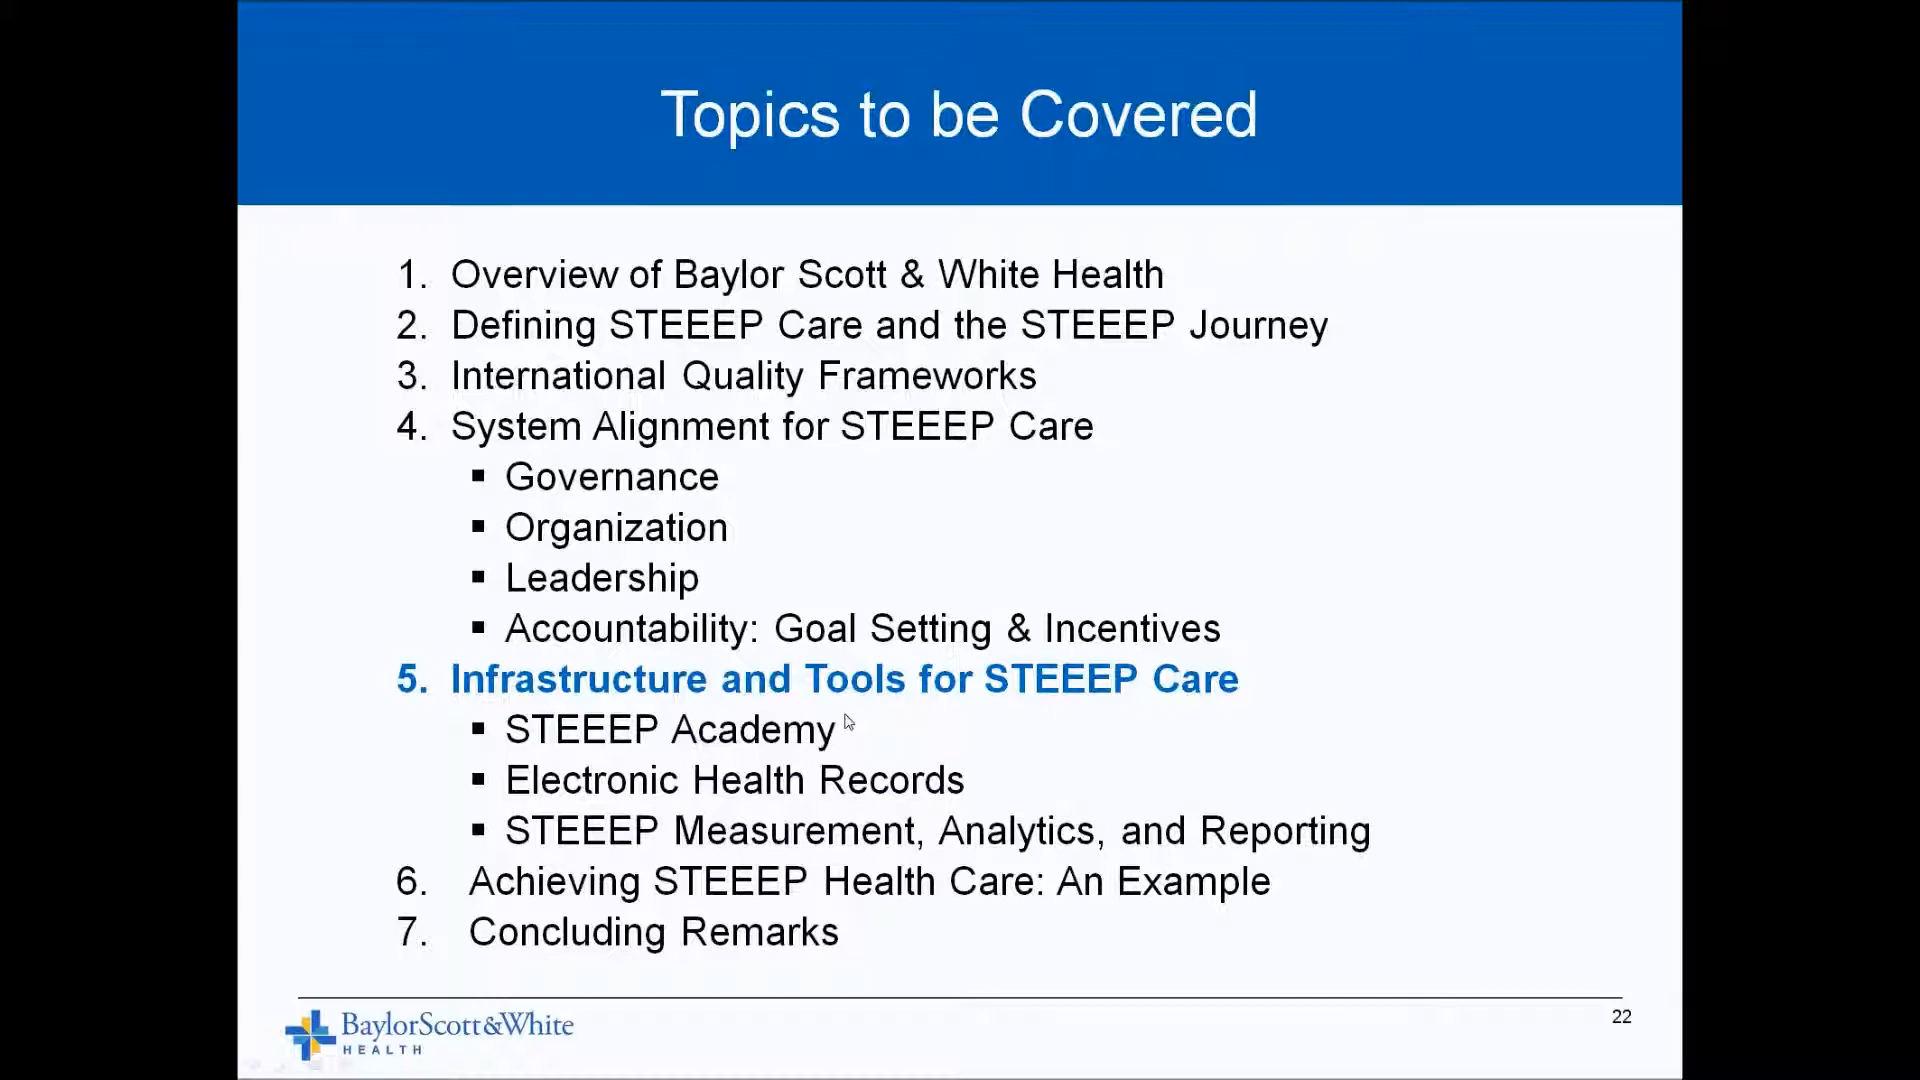 Topics to be Covered
1. Overview of Baylor Scott & White Health
2. Defining STEEEP Care and the STEEEP Journey
3. International Quality Frameworks
4. System Alignment for STEEEP Care
▪ Governance
▪ Organization
▪ Leadership
▪ Accountability: Goal Setting & Incentives
5. Infrastructure and Tools for STEEEP Care
▪ STEEEP Academy
▪ Electronic Health Records
▪ STEEEP Measurement, Analytics, and Reporting
6. Achieving STEEEP Health Care: An Example
7. Concluding Remarks
BaylorScott&White
HEALTH
22